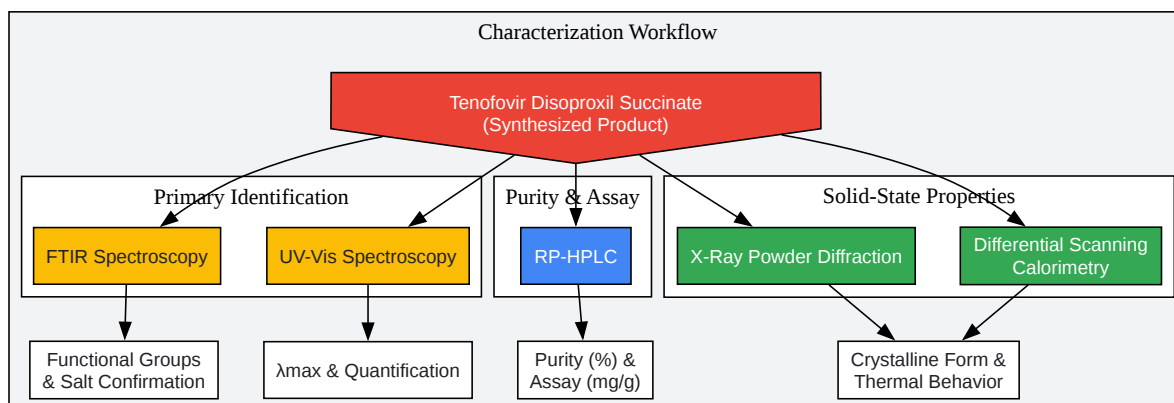 Characterization Workflow
Tenofovir Disoproxil Succinate
(Synthesized Product)
Primary Identification
Purity & Assay
Solid-State Properties
FTIR Spectroscopy
UV-Vis Spectroscopy
RP-HPLC
X-Ray Powder Diffraction
Differential Scanning
Calorimetry
Functional Groups
& Salt Confirmation
λmax & Quantification
Purity (%) &
Assay (mg/g)
Crystalline Form &
Thermal Behavior